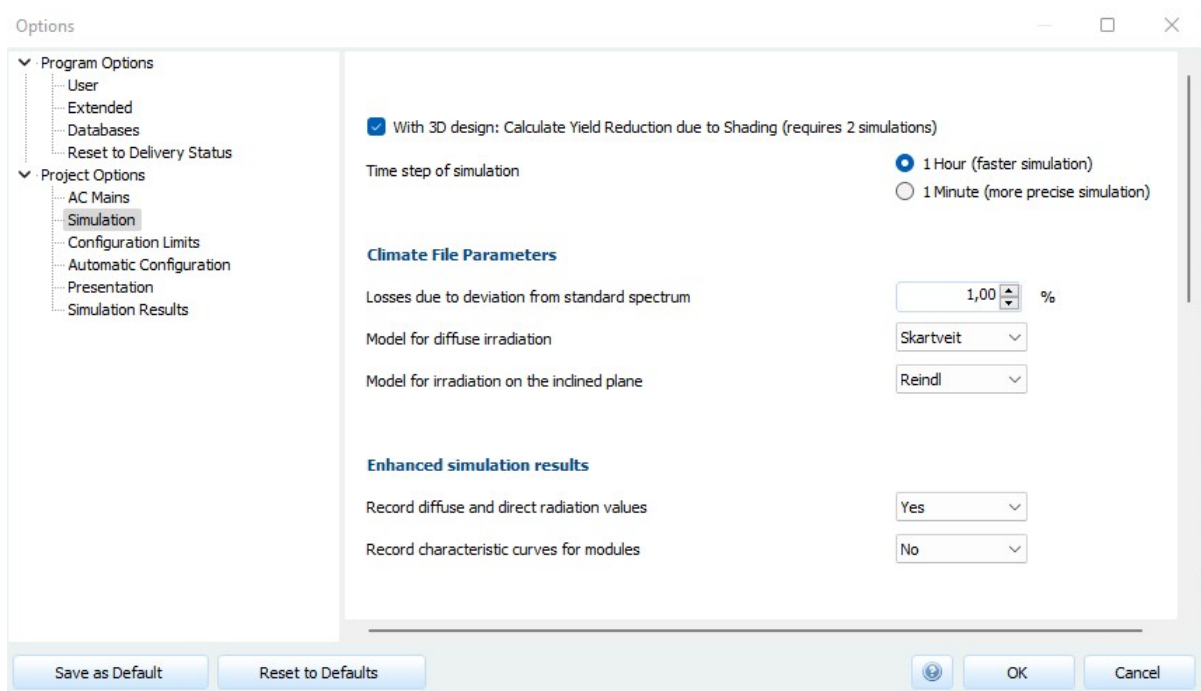 Options
Program Options
User
Extended
Databases
Reset to Delivery Status
Project Options
AC Mains
Simulation
Configuration Limits
Automatic Configuration
Presentation
Simulation Results
With 3D design: Calculate Yield Reduction due to Shading (requires 2 simulations)
Time step of simulation
1 Hour (faster simulation)
1 Minute (more precise simulation)
Climate File Parameters
Losses due to deviation from standard spectrum 1,00 %
Model for diffuse irradiation Skartveit
Model for irradiation on the inclined plane Reindl
Enhanced simulation results
Record diffuse and direct radiation values Yes
Record characteristic curves for modules No
Save as Default Reset to Defaults OK Cancel